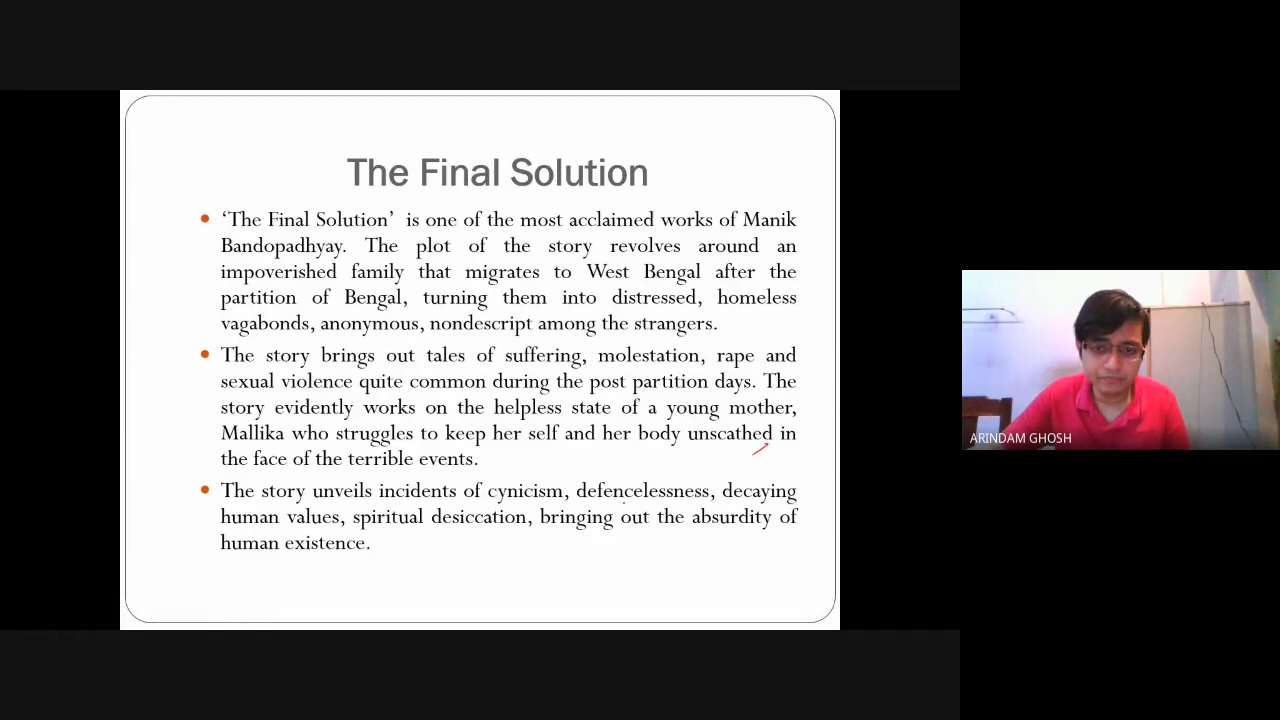 The Final Solution
• ‘The Final Solution’ is one of the most acclaimed works of Manik
Bandopadhyay. The plot of the story revolves around an
impoverished family that migrates to West Bengal after the
partition of Bengal, turning them into distressed, homeless
vagabonds, anonymous, nondescript among the strangers.
• The story brings out tales of suffering, molestation, rape and
sexual violence quite common during the post partition days. The
story evidently works on the helpless state of a young mother,
Mallika who struggles to keep her self and her body unscathed in
the face of the terrible events.
• The story unveils incidents of cynicism, defencelessness, decaying
human values, spiritual desiccation, bringing out the absurdity of
human existence.
ARINDAM GHOSH